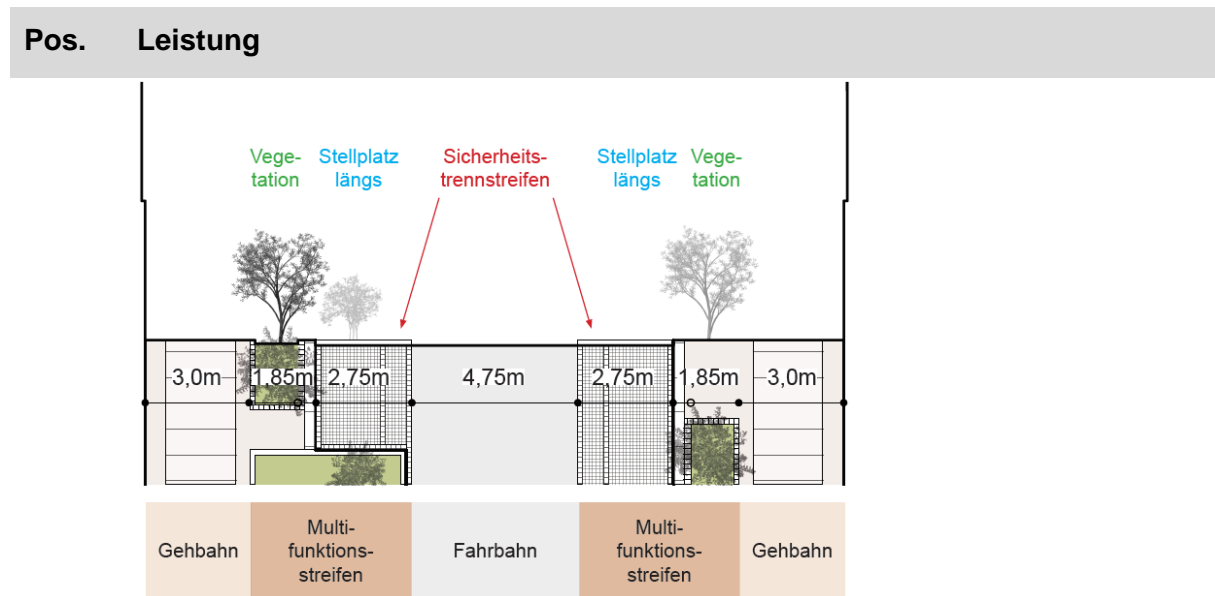 Pos. Leistung
Vege- Stellplatz Sicherheits- Stellplatz Vege-
tation längs trennstreifen längs tation
3,0m 1,85m 2,75m 4,75m 2,75m 1,85m 3,0m
Multi- Multi-
Gehbahn funktions- Fahrbahn funktions- Gehbahn
streifen streifen